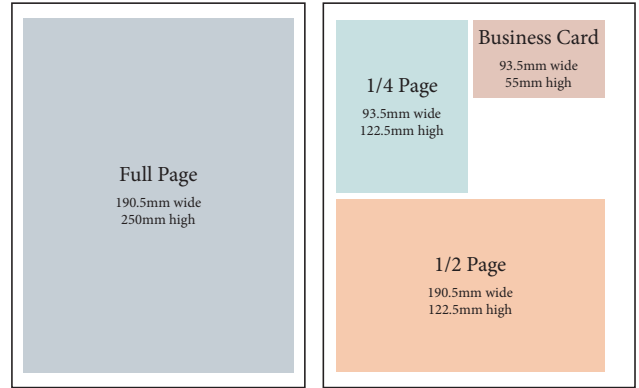 Full Page
190.5mm wide
250mm high
1/4 Page
93.5mm wide
122.5mm high
Business Card
93.5mm wide
55mm high
1/2 Page
190.5mm wide
122.5mm high